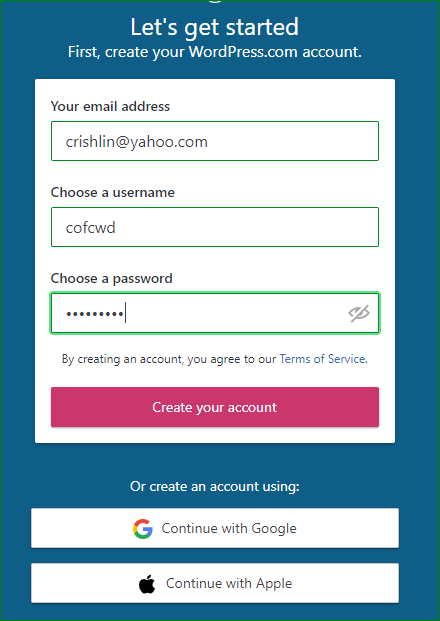 Let's get started
First, create your WordPress.com account.
Your email address
crishlin@yahoo.com
Choose a username
cofcwd
Choose a password
•••••••••
By creating an account, you agree to our Terms of Service.
Create your account
Or create an account using:
Continue with Google
Continue with Apple